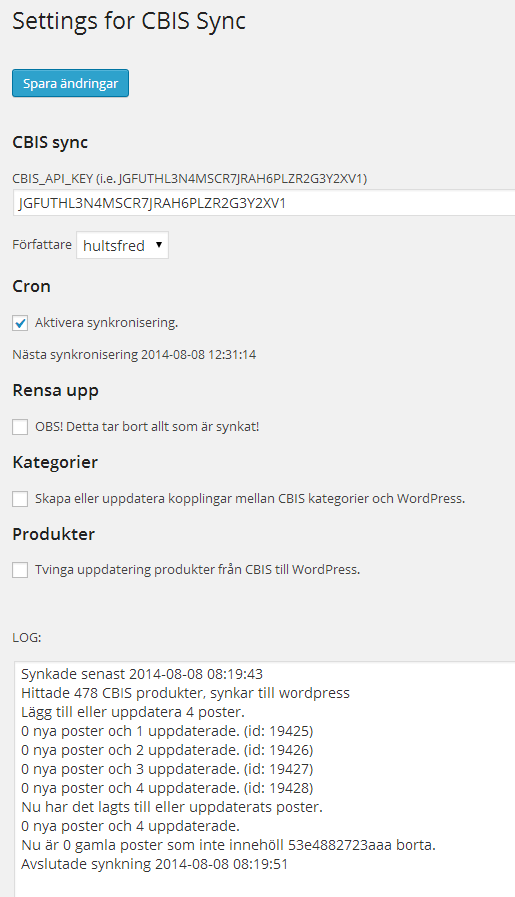 Settings for CBIS Sync
Spara ändringar
CBIS sync
CBIS_API_KEY (i.e. JGFUTHL3N4MSCR7JRAH6PLZR2G3Y2XV1)
JGFUTHL3N4MSCR7JRAH6PLZR2G3Y2XV1
Författare hultsfred
Cron
Aktivera synkronisering.
Nästa synkronisering 2014-08-08 12:31:14
Rensa upp
OBS! Detta tar bort allt som är synkat!
Kategorier
Skapa eller uppdatera kopplingar mellan CBIS kategorier och WordPress.
Produkter
Tvinga uppdatering produkter från CBIS till WordPress.
LOG:
Synkade senast 2014-08-08 08:19:43
Hittade 478 CBIS produkter, synkar till wordpress
Lägg till eller uppdatera 4 poster.
0 nya poster och 1 uppdaterade. (id: 19425)
0 nya poster och 2 uppdaterade. (id: 19426)
0 nya poster och 3 uppdaterade. (id: 19427)
0 nya poster och 4 uppdaterade. (id: 19428)
Nu har det lagts till eller uppdaterats poster.
0 nya poster och 4 uppdaterade.
Nu är 0 gamla poster som inte innehöll 53e4882723aaa borta.
Avslutade synkning 2014-08-08 08:19:51